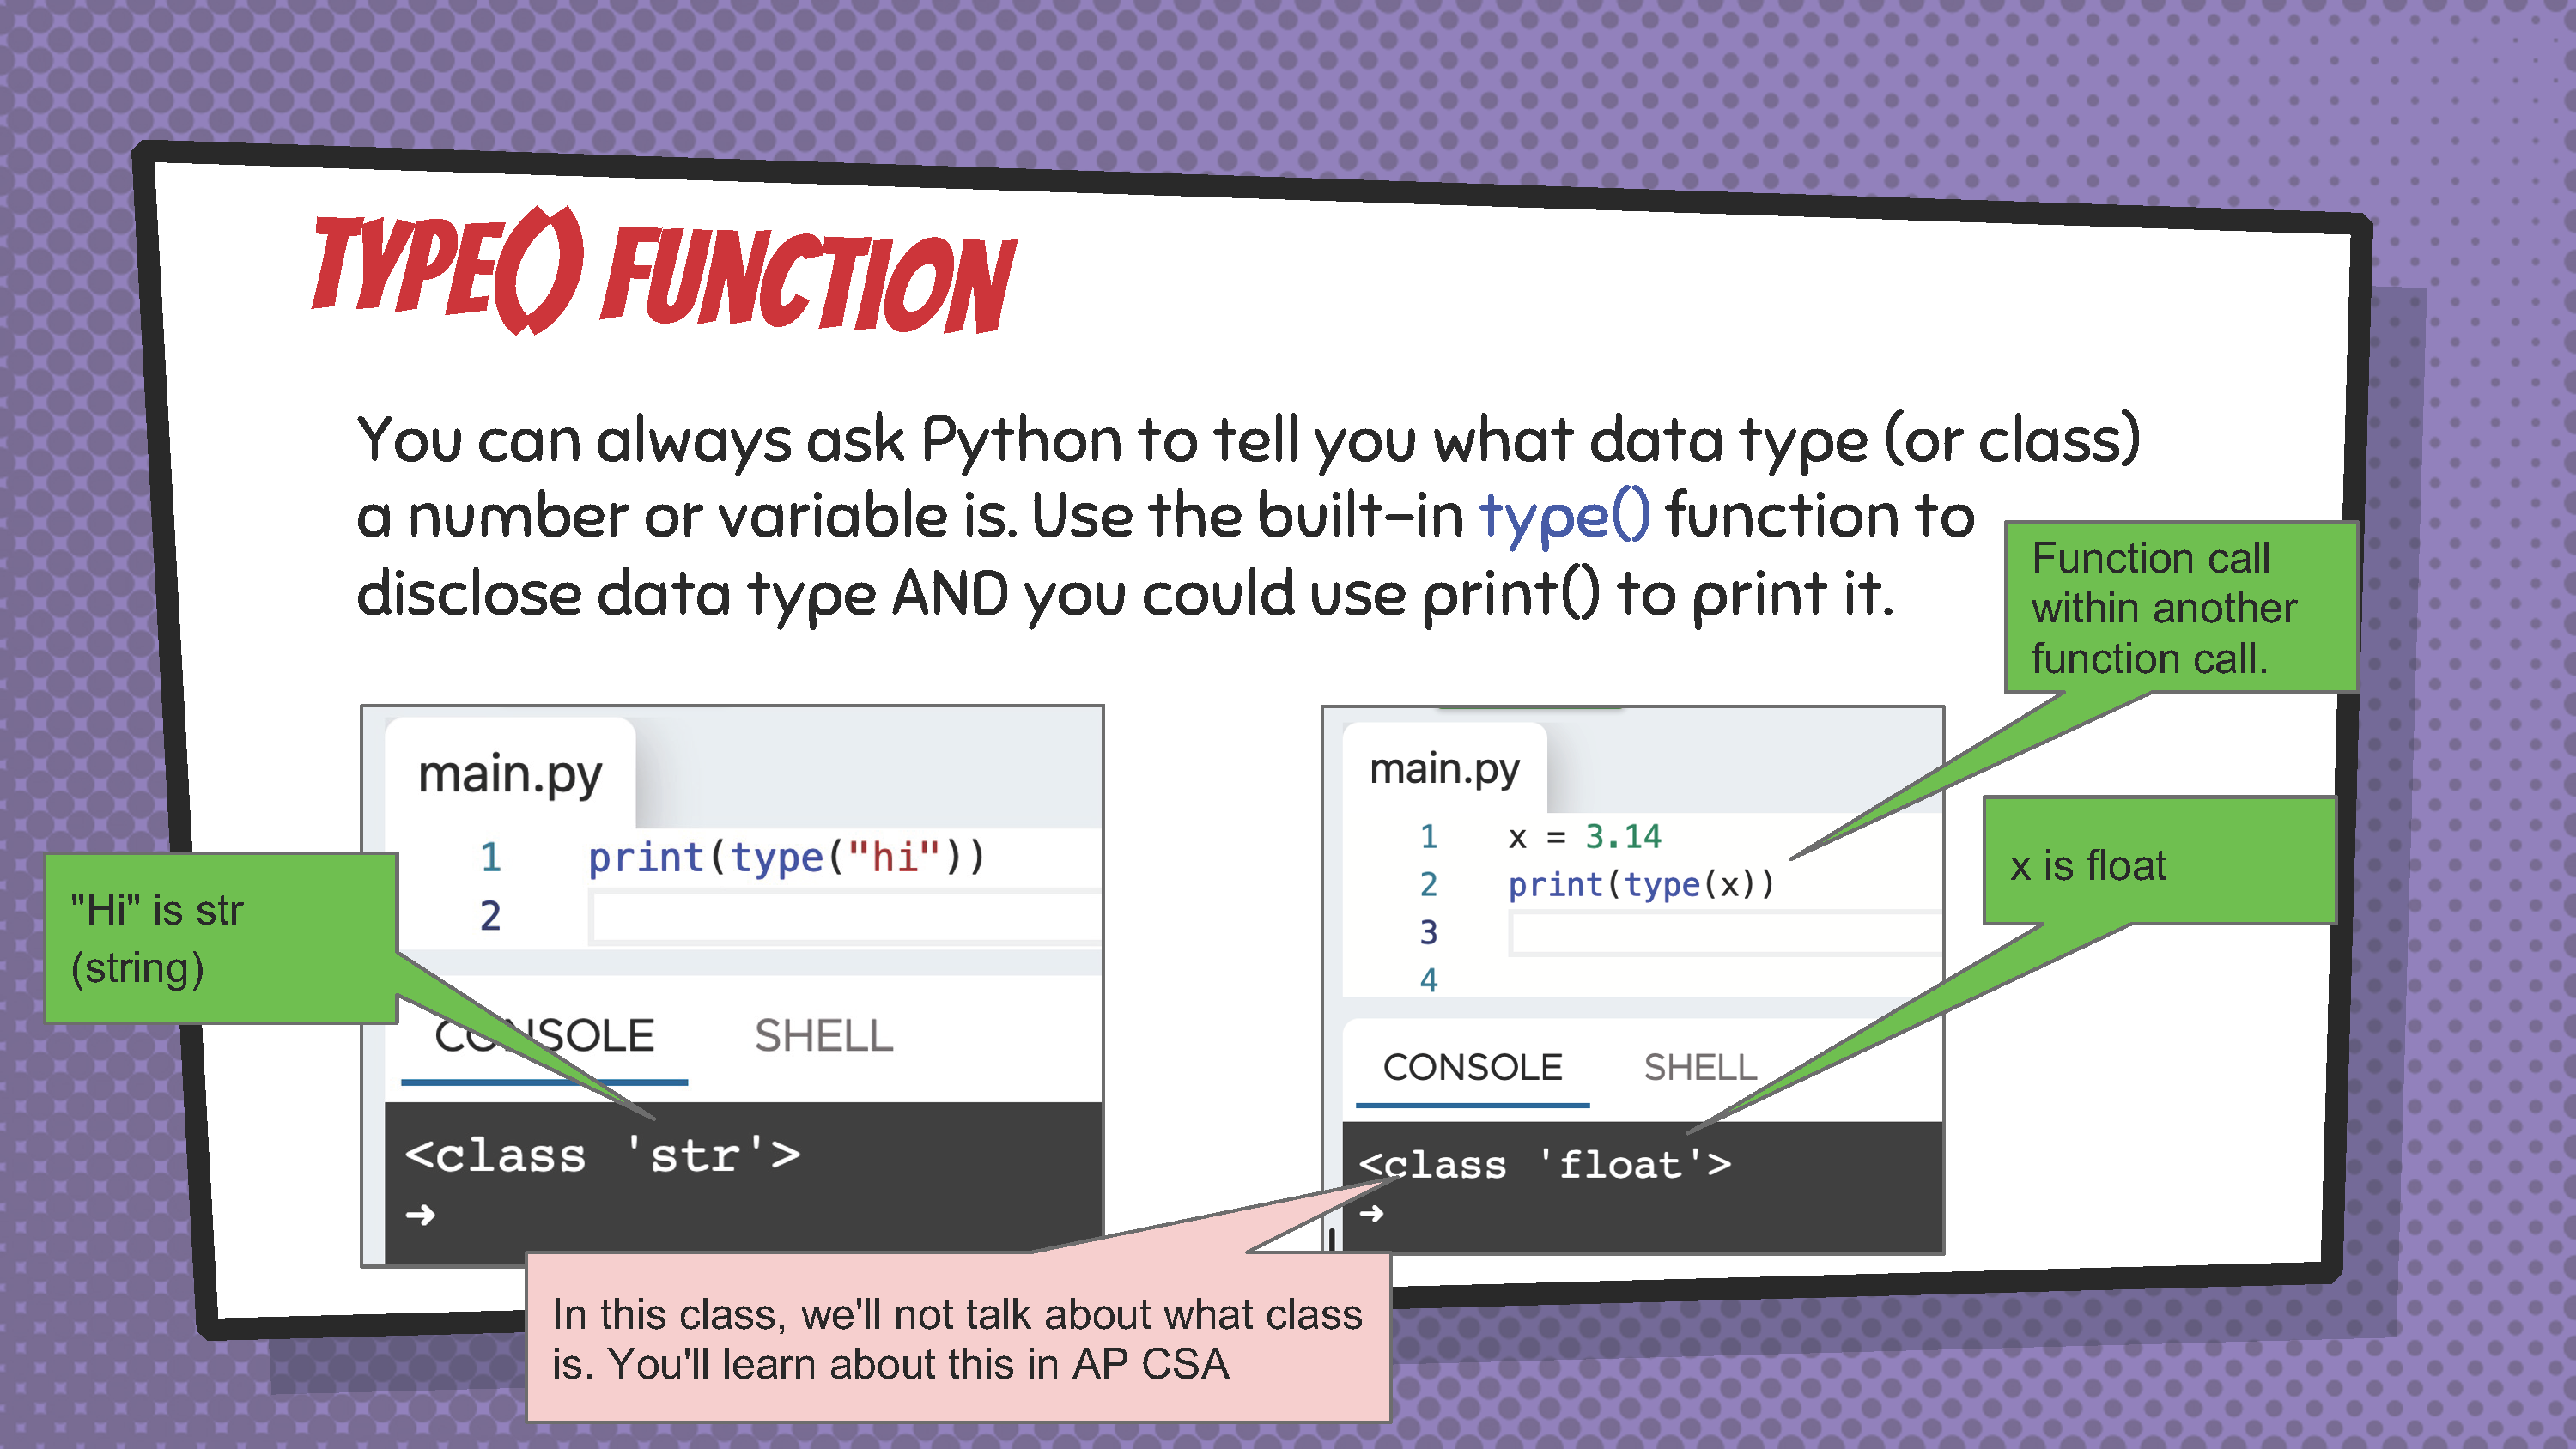 TYPE() FUNCTION
You can always ask Python to tell you what data type (or class)
a number or variable is. Use the built-in type() function to
disclose data type AND you could use print() to print it.
Function call
within another
function call.
main.py
1 print(type("hi"))
2
"Hi" is str
(string)
CONSOLE SHELL
<class 'str'>
➜
main.py
1 x = 3.14
2 print(type(x))
3
4
x is float
CONSOLE SHELL
<class 'float'>
➜
In this class, we'll not talk about what class
is. You'll learn about this in AP CSA